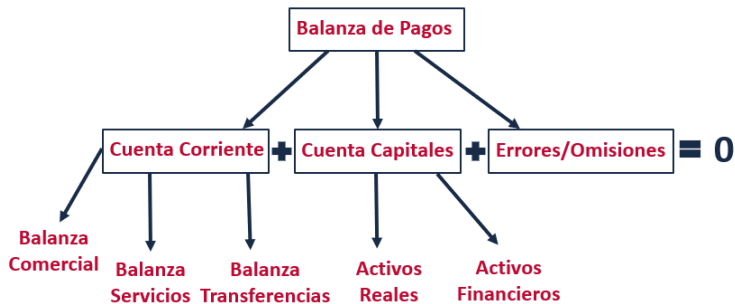 Balanza de Pagos
Cuenta Corriente + Cuenta Capitales + Errores/Omisiones = 0
Balanza
Comercial
Balanza
Servicios
Balanza
Transferencias
Activos
Reales
Activos
Financieros